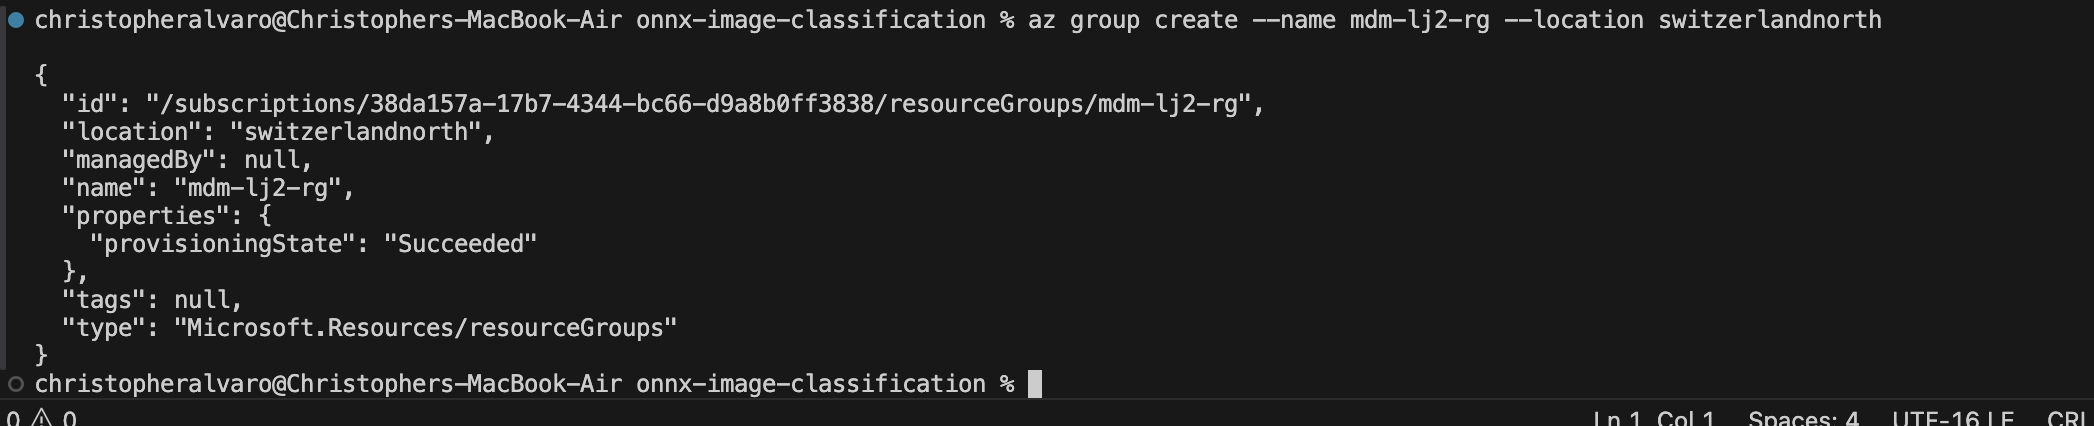 christopheralvaro@Christophers-MacBook-Air onnx-image-classification % az group create --name mdm-lj2-rg --location switzerlandnorth
{
  "id": "/subscriptions/38da157a-17b7-4344-bc66-d9a8b0ff3838/resourceGroups/mdm-lj2-rg",
  "location": "switzerlandnorth",
  "managedBy": null,
  "name": "mdm-lj2-rg",
  "properties": {
    "provisioningState": "Succeeded"
  },
  "tags": null,
  "type": "Microsoft.Resources/resourceGroups"
}
christopheralvaro@Christophers-MacBook-Air onnx-image-classification %
0 ⚠ 0 Ln 1, Col 1 Spaces: 4 UTF-16 LE